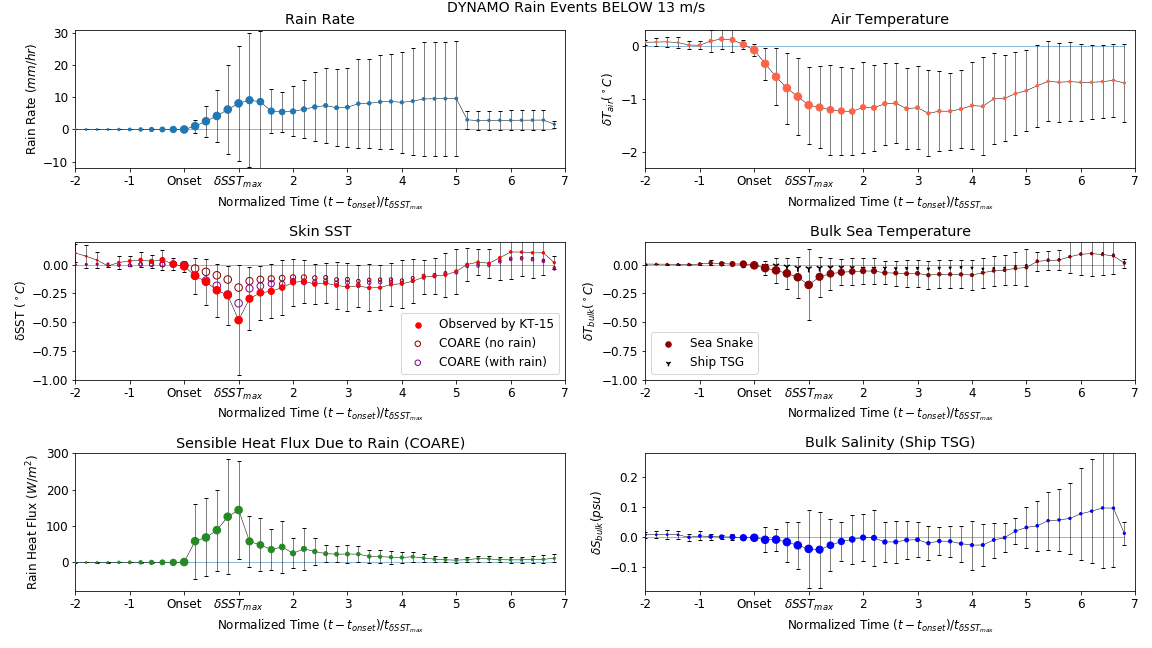 DYNAMO Rain Events BELOW 13 m/s
Rain Rate
Rain Rate (mm/hr)
30
20
10
0
−10
-2 -1 Onset δSST_max 2 3 4 5 6 7
Normalized Time (t − t_onset)/t_δSST_max
Air Temperature
δT_air(°C)
0
−1
−2
-2 -1 Onset δSST_max 2 3 4 5 6 7
Normalized Time (t − t_onset)/t_δSST_max
Skin SST
δSST (°C)
0.00
−0.25
−0.50
−0.75
−1.00
Observed by KT-15
COARE (no rain)
COARE (with rain)
-2 -1 Onset δSST_max 2 3 4 5 6 7
Normalized Time (t − t_onset)/t_δSST_max
Bulk Sea Temperature
δT_bulk(°C)
0.00
−0.25
−0.50
−0.75
−1.00
Sea Snake
Ship TSG
-2 -1 Onset δSST_max 2 3 4 5 6 7
Normalized Time (t − t_onset)/t_δSST_max
Sensible Heat Flux Due to Rain (COARE)
Rain Heat Flux (W/m²)
300
200
100
0
-2 -1 Onset δSST_max 2 3 4 5 6 7
Normalized Time (t − t_onset)/t_δSST_max
Bulk Salinity (Ship TSG)
δS_bulk(psu)
0.2
0.1
0.0
−0.1
-2 -1 Onset δSST_max 2 3 4 5 6 7
Normalized Time (t − t_onset)/t_δSST_max